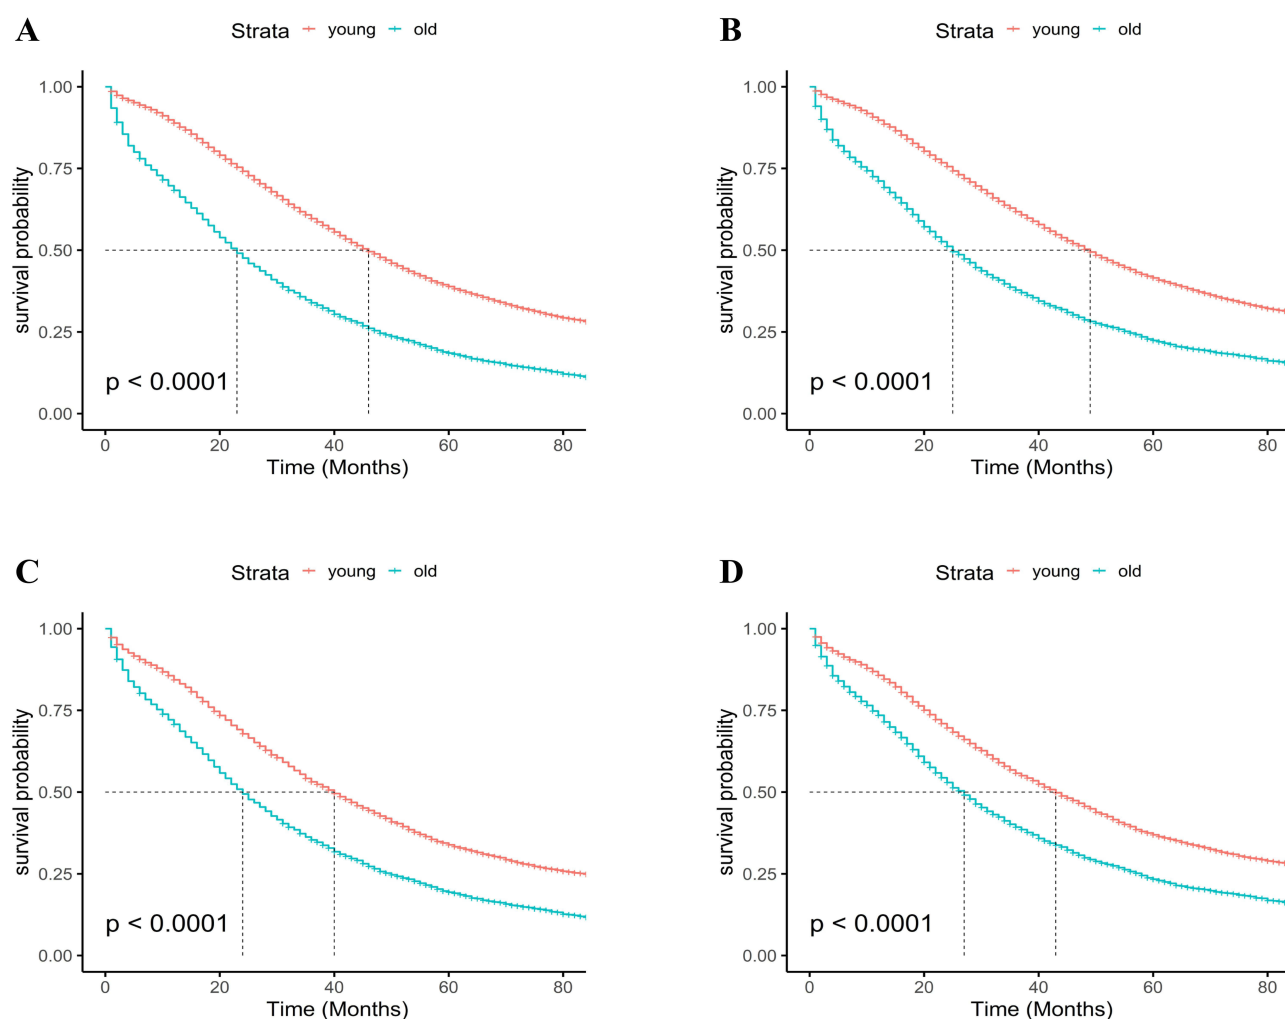 A
Strata young old
1.00
0.75
0.50
0.25
0.00
survival probability
p < 0.0001
0 20 40 60 80
Time (Months)
B
Strata young old
1.00
0.75
0.50
0.25
0.00
survival probability
p < 0.0001
0 20 40 60 80
Time (Months)
C
Strata young old
1.00
0.75
0.50
0.25
0.00
survival probability
p < 0.0001
0 20 40 60 80
Time (Months)
D
Strata young old
1.00
0.75
0.50
0.25
0.00
survival probability
p < 0.0001
0 20 40 60 80
Time (Months)